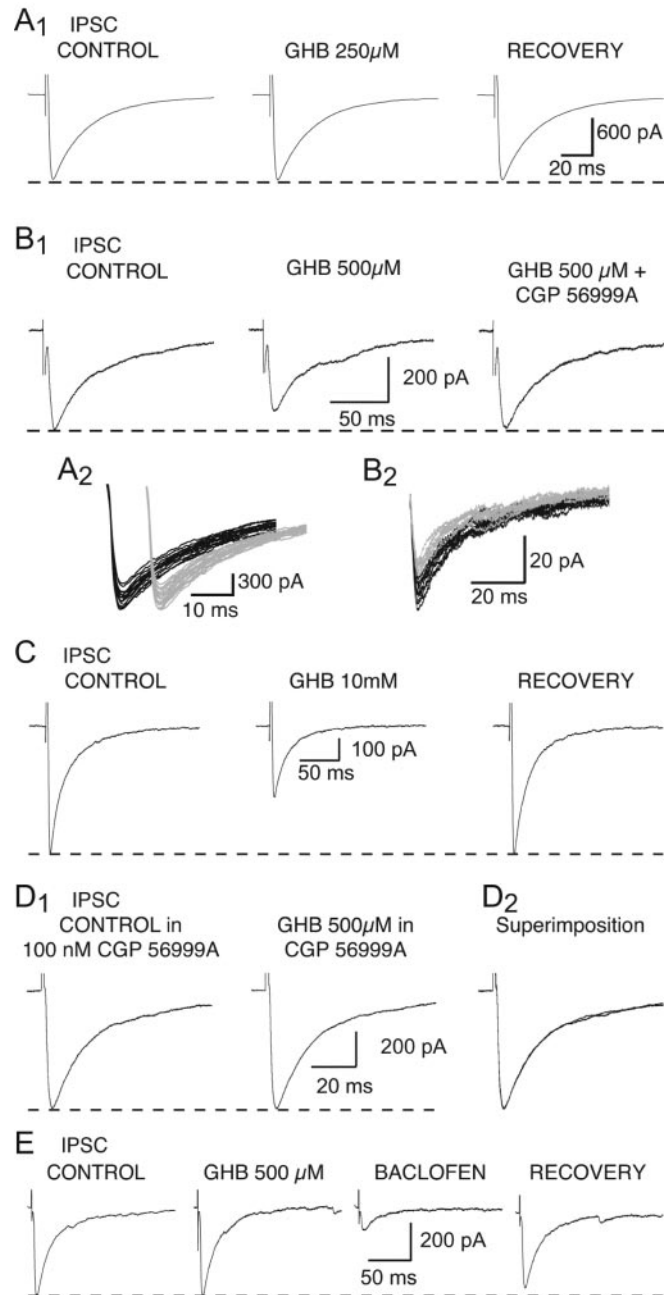 A1 IPSC
CONTROL GHB 250µM RECOVERY
600 pA
20 ms
B1 IPSC
CONTROL GHB 500µM GHB 500 µM +
CGP 56999A
200 pA
50 ms
A2 B2
300 pA
10 ms
20 pA
20 ms
C IPSC
CONTROL GHB 10mM RECOVERY
100 pA
50 ms
D1 IPSC
CONTROL in
100 nM CGP 56999A
GHB 500µM in
CGP 56999A
D2
Superimposition
200 pA
20 ms
E IPSC
CONTROL GHB 500 µM BACLOFEN RECOVERY
200 pA
50 ms